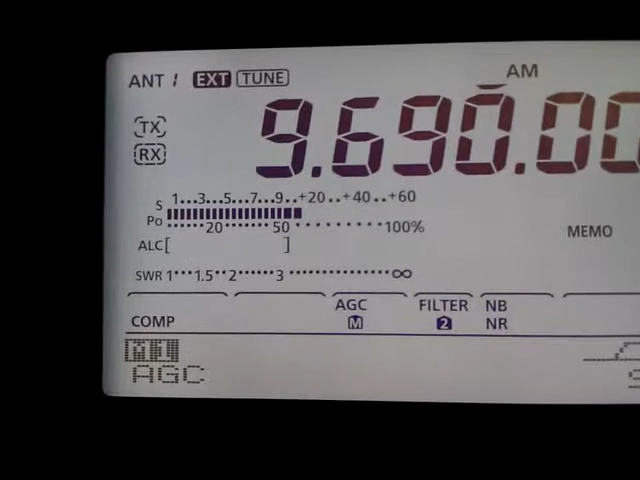 ANT 1 EXT TUNE AM
TX 9.690.00
RX
S 1...3...5...7...9..+20..+40..+60
Po 20 50 100%
ALC[ ] MEMO
SWR 1 1.5 2 3 ∞
AGC FILTER NB
COMP M 2 NR
M1
AGC